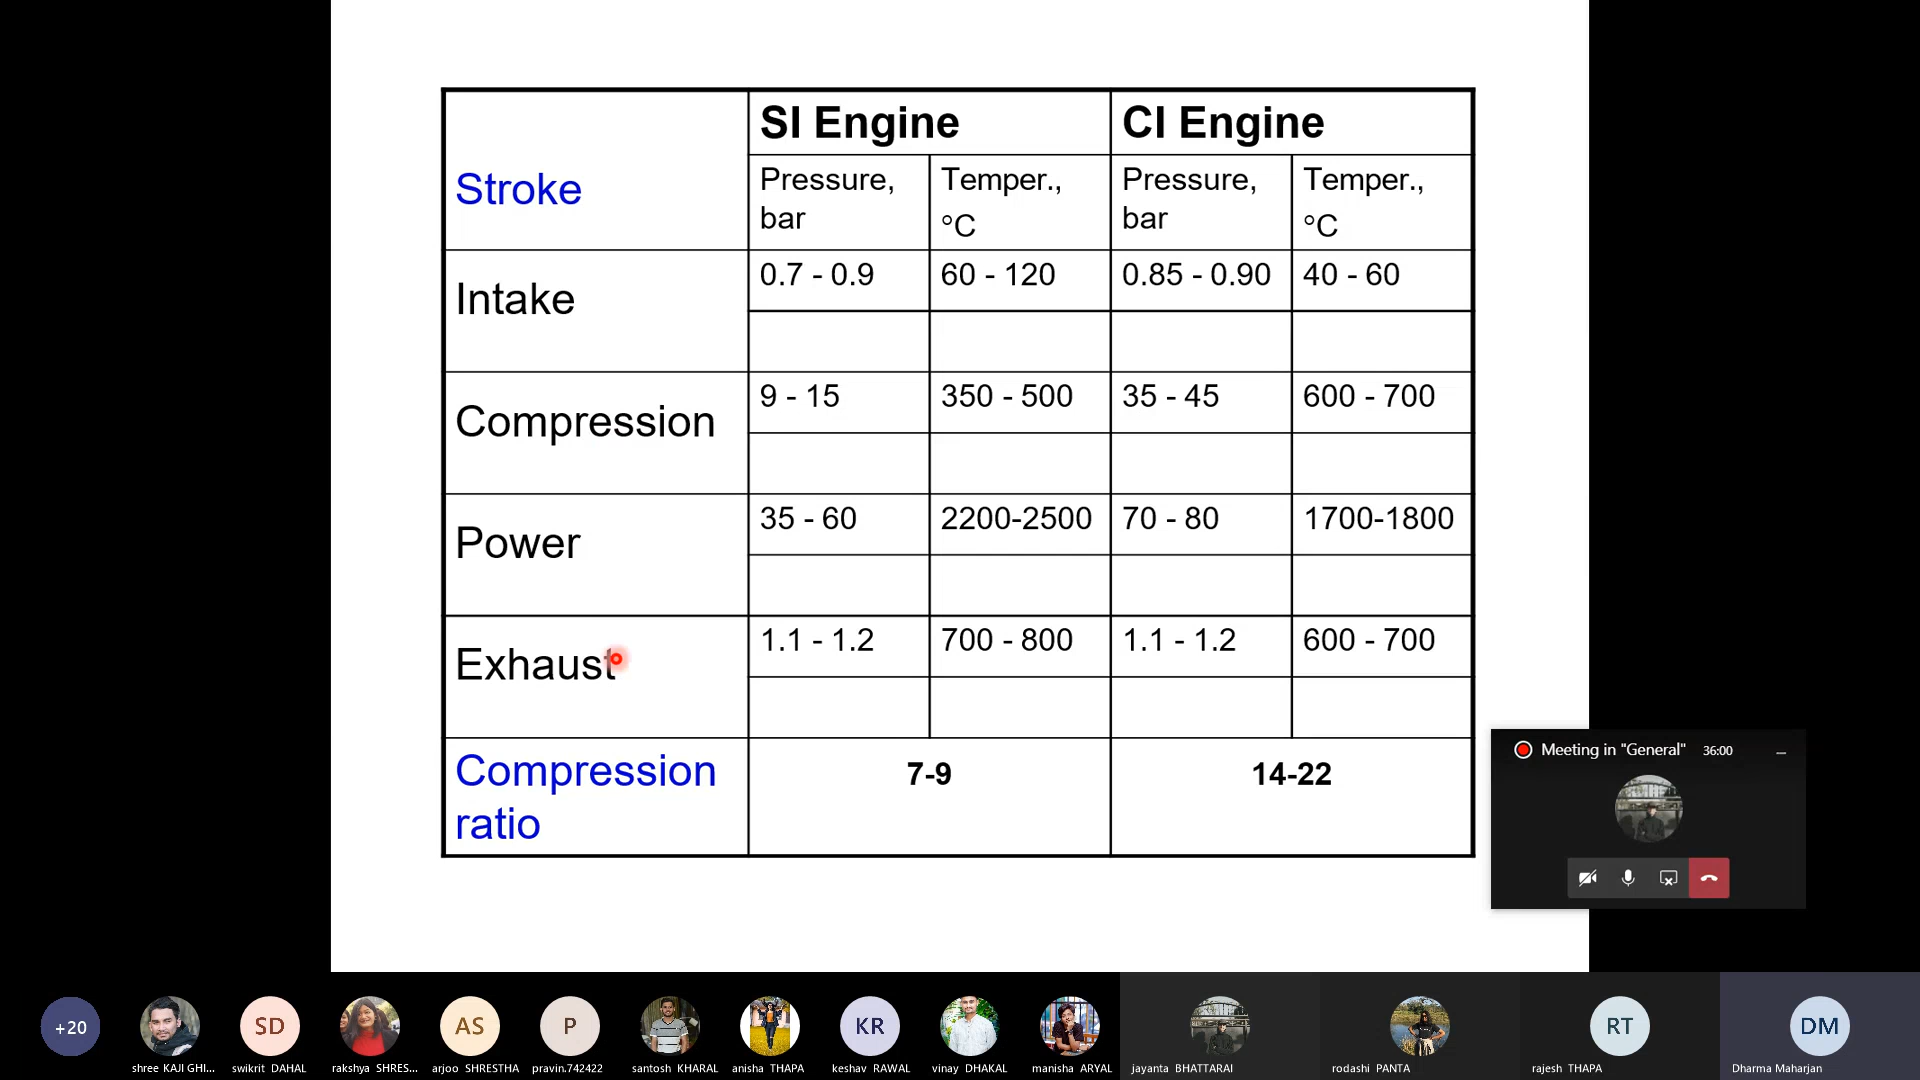 SI Engine CI Engine
Stroke
Pressure, bar Temper., °C Pressure, bar Temper., °C
Intake 0.7 - 0.9 60 - 120 0.85 - 0.90 40 - 60
Compression 9 - 15 350 - 500 35 - 45 600 - 700
Power 35 - 60 2200-2500 70 - 80 1700-1800
Exhaust 1.1 - 1.2 700 - 800 1.1 - 1.2 600 - 700
Compression ratio 7-9 14-22
Meeting in "General" 36:00
+20 SD AS P KR RT DM
shree KAJI GHI... swikrit DAHAL rakshya SHRES... arjoo SHRESTHA pravin.742422 santosh KHARAL anisha THAPA keshav RAWAL vinay DHAKAL manisha ARYAL jayanta BHATTARAI rodashi PANTA rajesh THAPA Dharma Maharjan